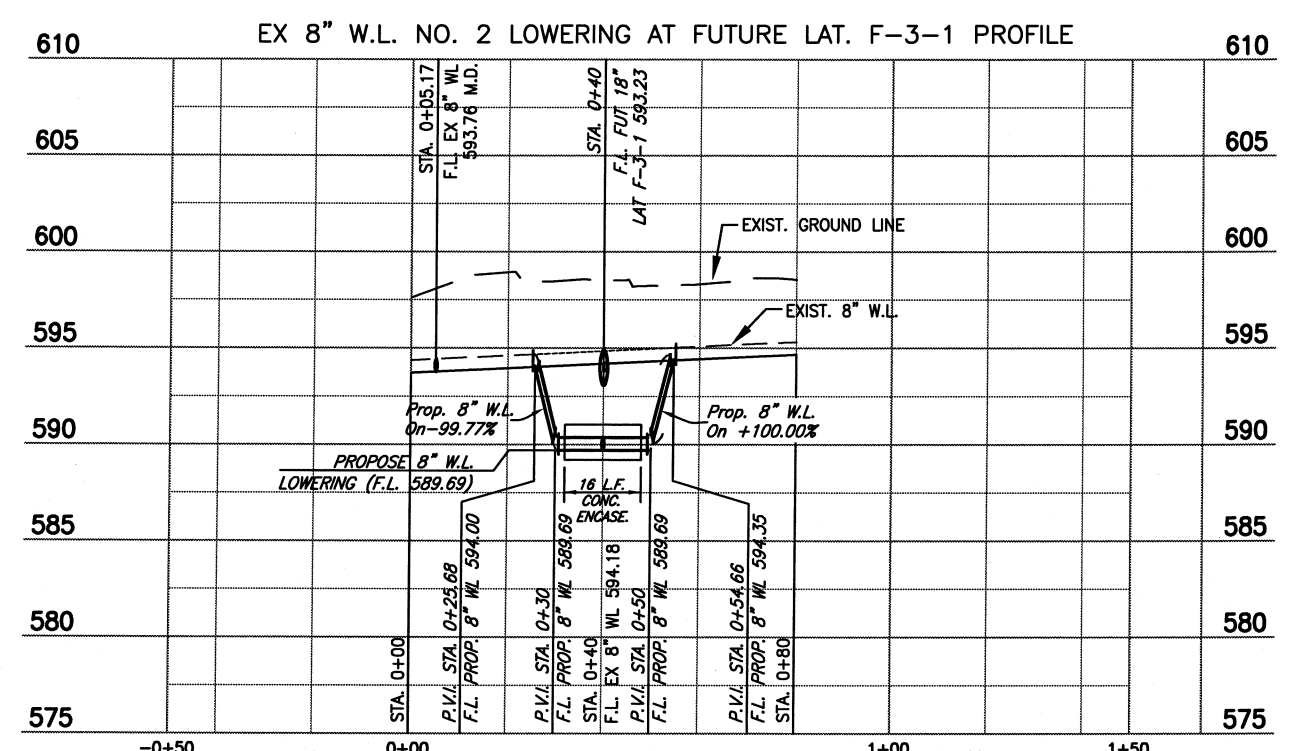 EX 8" W.L. NO. 2 LOWERING AT FUTURE LAT. F-3-1 PROFILE
610
610
STA. 0+05.17
F.L. EX 8" WL
593.76 M.D.
STA. 0+40
F.L. FUT 18"
LAT F-3-1 593.23
605
605
EXIST. GROUND LINE
600
600
EXIST. 8" W.L.
595
595
Prop. 8" W.L.
On-99.77%
Prop. 8" W.L.
On +100.00%
590
590
PROPOSE 8" W.L.
LOWERING (F.L. 589.69)
16 L.F.
CONC.
ENCASE.
585
585
STA. 0+00
P.V.I. STA. 0+25.68
F.L. PROP. 8" WL 594.00
P.V.I. STA. 0+30
F.L. PROP. 8" WL 589.69
STA. 0+40
F.L. EX 8" WL 594.18
P.V.I. STA. 0+50
F.L. PROP. 8" WL 589.69
P.V.I. STA. 0+54.66
F.L. PROP. 8" WL 594.35
STA. 0+80
580
580
575
575
-0+50
0+00
1+00
1+50